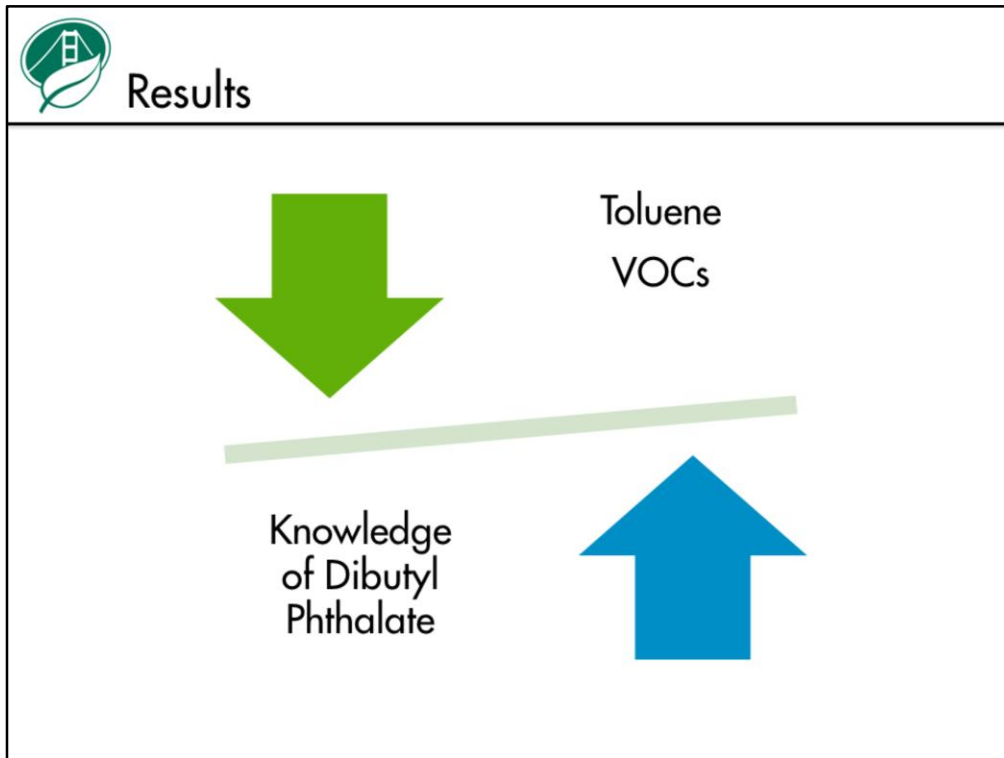 Results
Toluene
VOCs
Knowledge
of Dibutyl
Phthalate